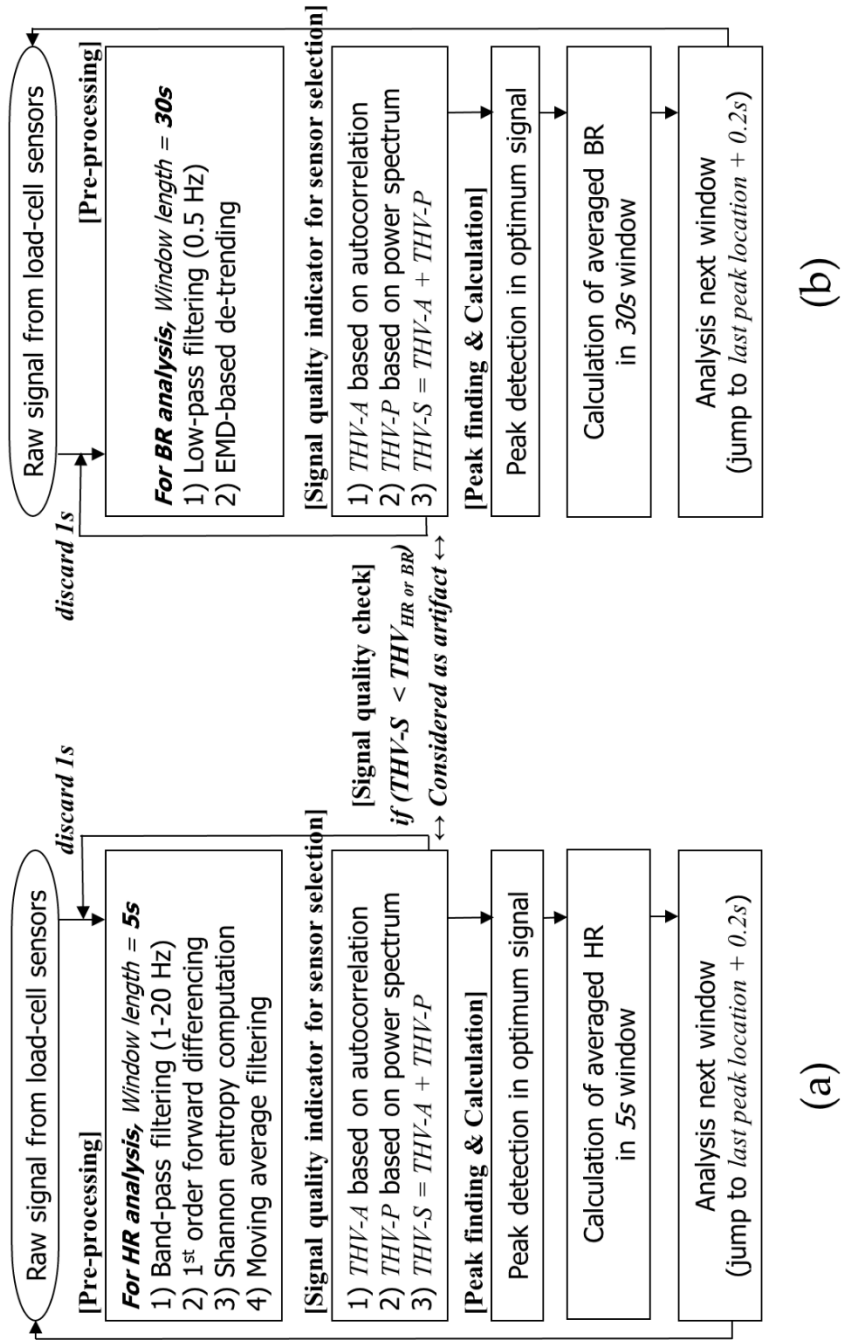 Raw signal from load-cell sensors
discard 1s
[Pre-processing]
For HR analysis, Window length = 5s
1) Band-pass filtering (1-20 Hz)
2) 1st order forward differencing
3) Shannon entropy computation
4) Moving average filtering
[Signal quality indicator for sensor selection]
1) THV-A based on autocorrelation
2) THV-P based on power spectrum
3) THV-S = THV-A + THV-P
[Peak finding & Calculation]
Peak detection in optimum signal
Calculation of averaged HR
in 5s window
Analysis next window
(jump to last peak location + 0.2s)
(a)
[Signal quality check]
if (THV-S < THV HR or BR)
↔ Considered as artifact ↔
Raw signal from load-cell sensors
discard 1s
[Pre-processing]
For BR analysis, Window length = 30s
1) Low-pass filtering (0.5 Hz)
2) EMD-based de-trending
[Signal quality indicator for sensor selection]
1) THV-A based on autocorrelation
2) THV-P based on power spectrum
3) THV-S = THV-A + THV-P
[Peak finding & Calculation]
Peak detection in optimum signal
Calculation of averaged BR
in 30s window
Analysis next window
(jump to last peak location + 0.2s)
(b)